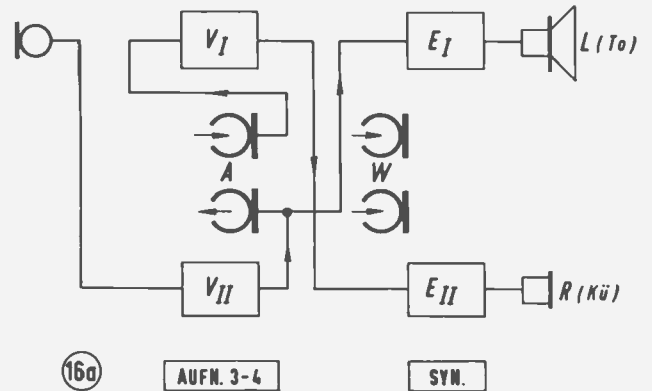 V_I
E_I
L (To)
A
W
V_II
E_II
R (Kü)
16a
AUFN. 3-4
SYN.